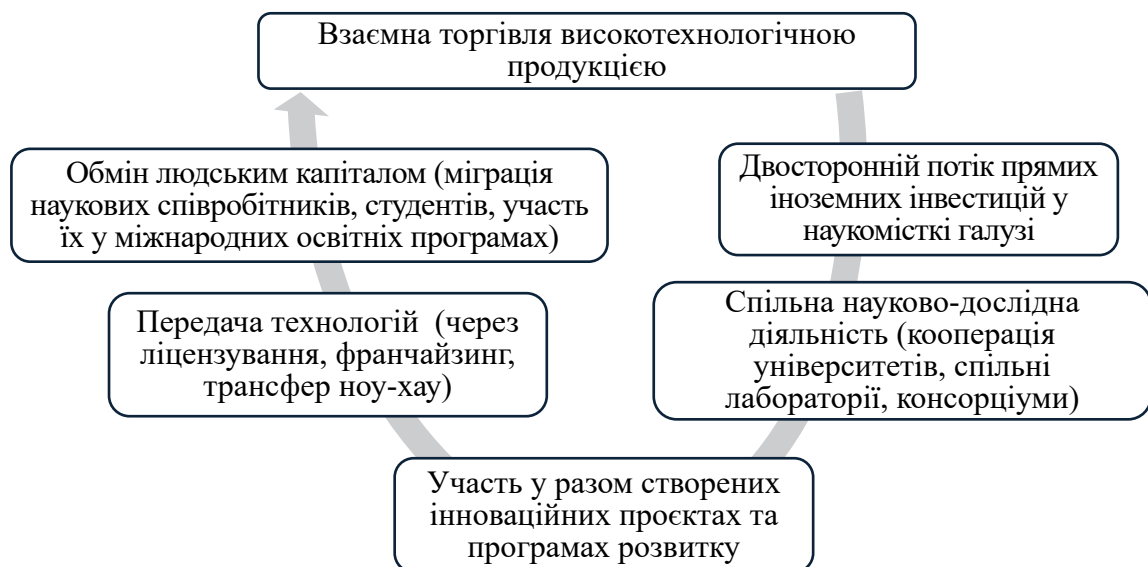 Взаємна торгівля високотехнологічною
продукцією
Двосторонній потік прямих
іноземних інвестицій у
наукомісткі галузі
Спільна науково-дослідна
діяльність (кооперація
університетів, спільні
лабораторії, консорціуми)
Участь у разом створених
інноваційних проєктах та
програмах розвитку
Передача технологій  (через
ліцензування, франчайзинг,
трансфер ноу-хау)
Обмін людським капіталом (міграція
наукових співробітників, студентів, участь
їх у міжнародних освітніх програмах)